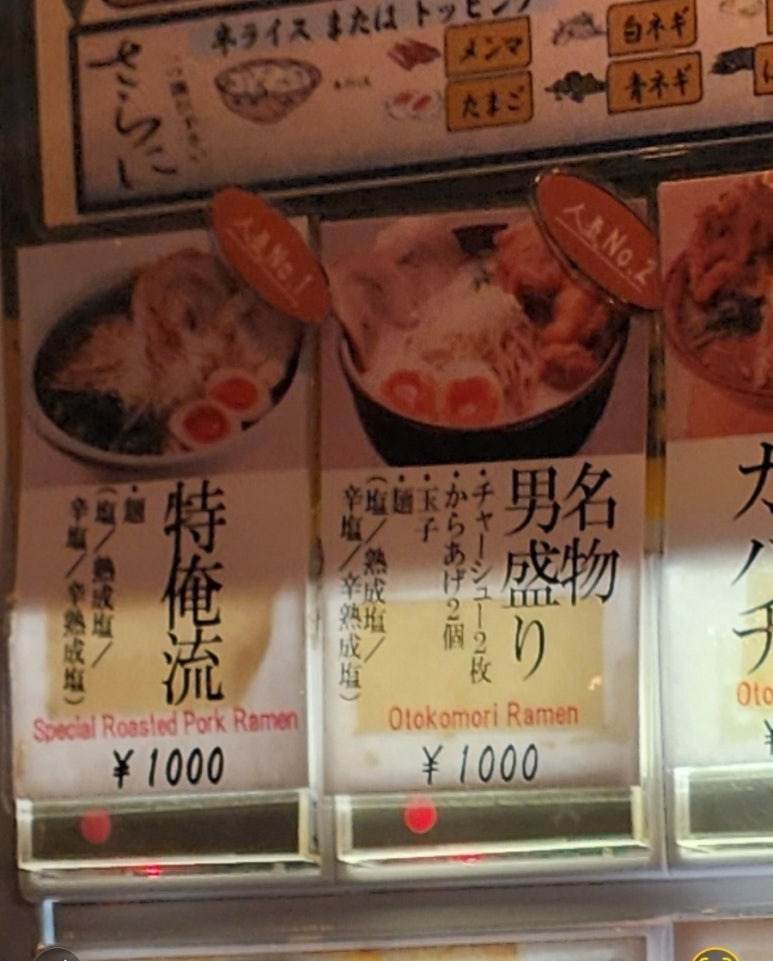 ライス または トッピング
さらに
メンマ
白ネギ
たまご
青ネギ
人気No.1
人気No.2
特俺流
・麺
(塩/熟成塩/
辛塩/辛熟成塩)
Special Roasted Pork Ramen
¥1000
名物
男盛り
・チャーシュー2枚
・からあげ2個
・玉子
・麺
(塩/熟成塩/
辛塩/辛熟成塩)
Otokomori Ramen
¥1000
Oto
¥